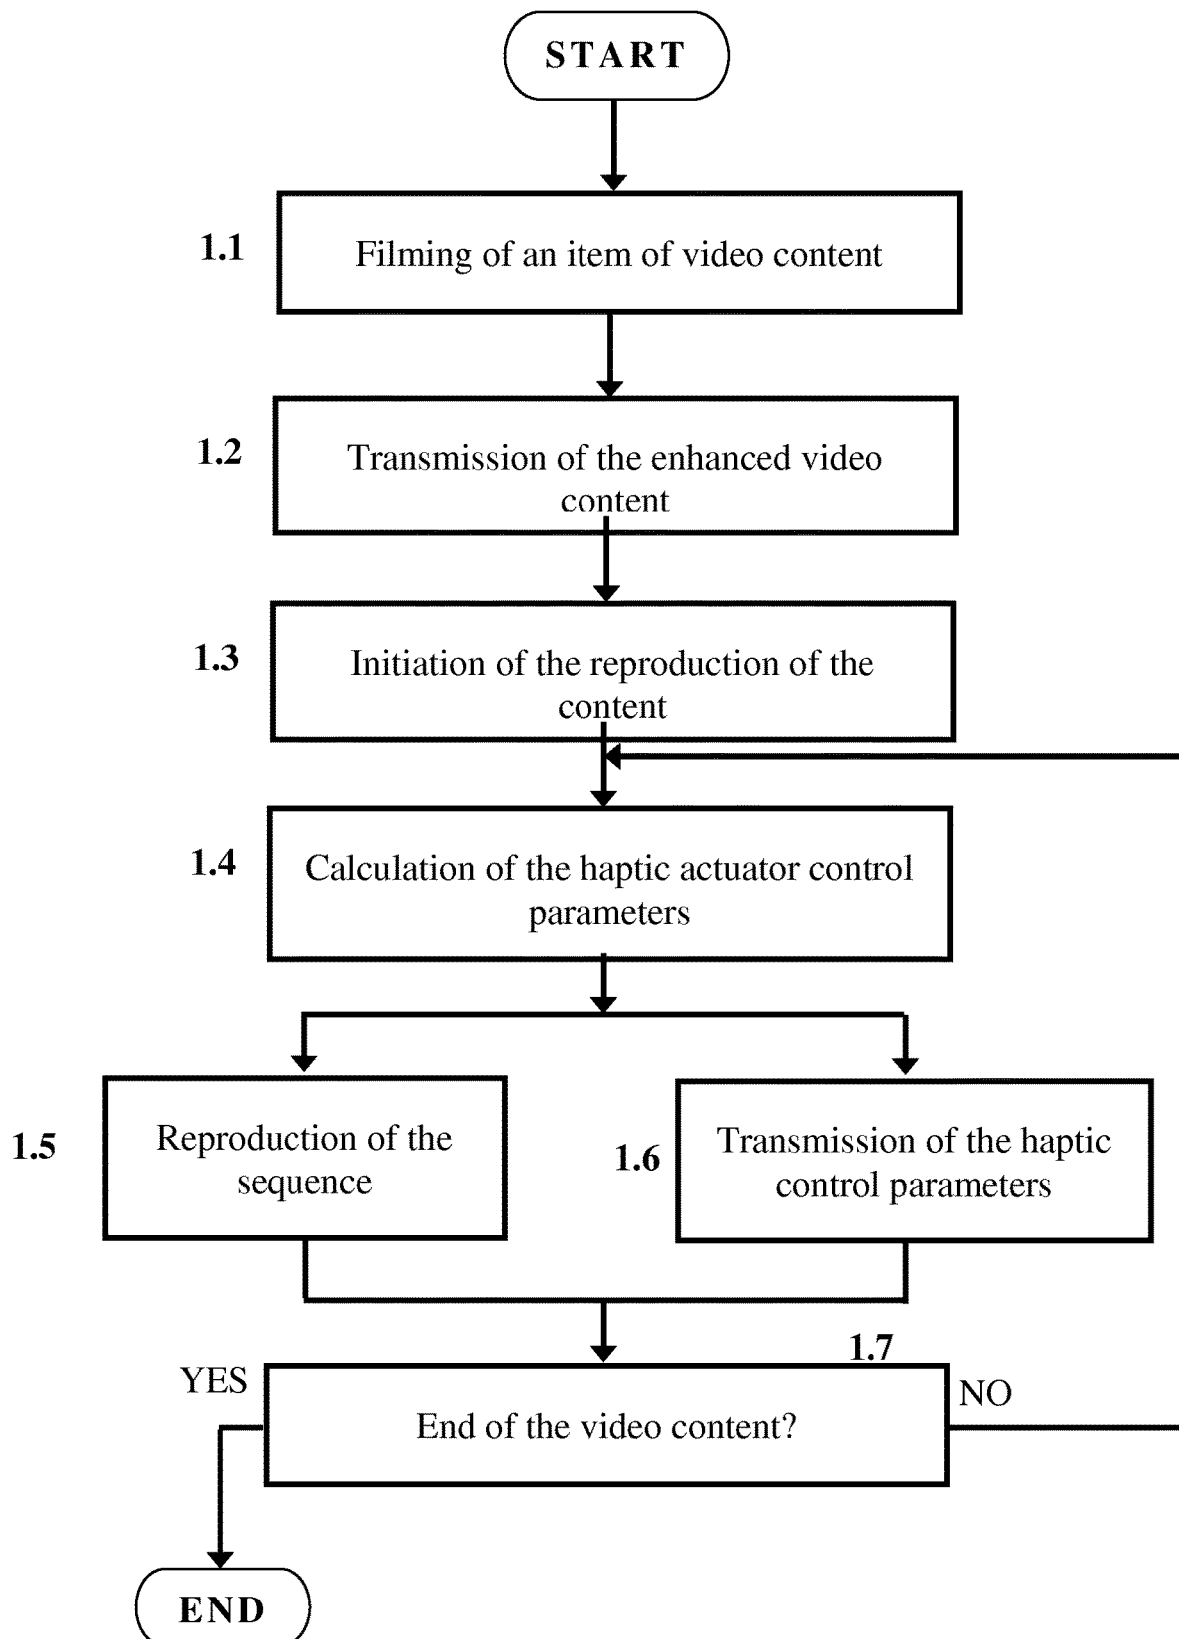 START
1.1
Filming of an item of video content
1.2
Transmission of the enhanced video
content
1.3
Initiation of the reproduction of the
content
1.4
Calculation of the haptic actuator control
parameters
1.5
Reproduction of the
sequence
1.6
Transmission of the haptic
control parameters
1.7
YES
End of the video content?
NO
END